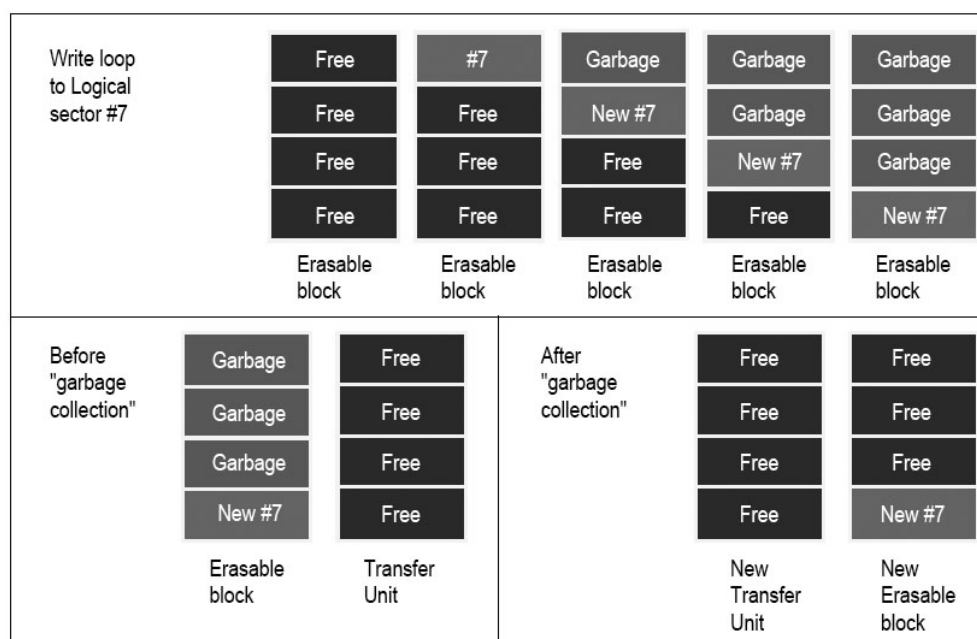 Write loop
to Logical
sector #7
Free #7 Garbage Garbage Garbage
Free Free New #7 Garbage Garbage
Free Free Free New #7 Garbage
Free Free Free Free New #7
Erasable Erasable Erasable Erasable Erasable
block block block block block
Before
"garbage
collection"
Garbage Free
Garbage Free
Garbage Free
New #7 Free
Erasable Transfer
block Unit
After
"garbage
collection"
Free Free
Free Free
Free Free
Free New #7
New New
Transfer Erasable
Unit block